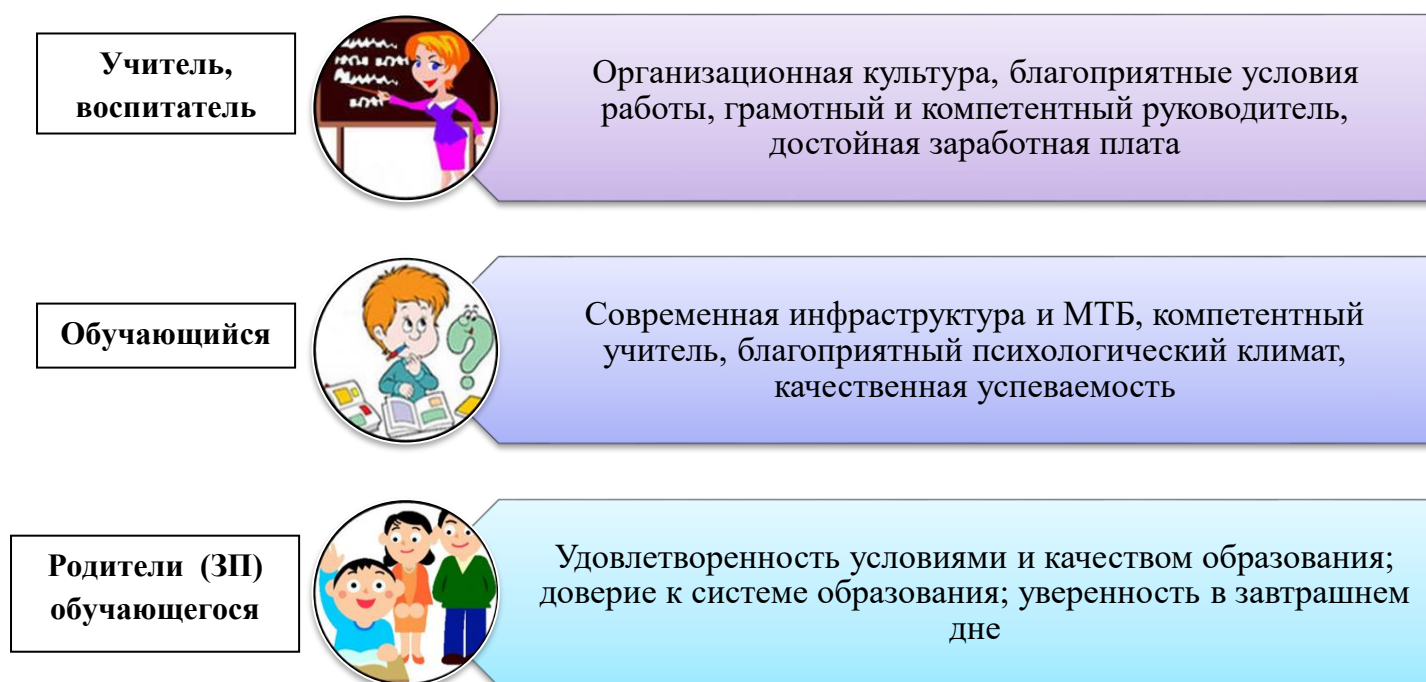 Учитель,
воспитатель
Организационная культура, благоприятные условия
работы, грамотный и компетентный руководитель,
достойная заработная плата
Обучающийся
Современная инфраструктура и МТБ, компетентный
учитель, благоприятный психологический климат,
качественная успеваемость
Родители (ЗП)
обучающегося
Удовлетворенность условиями и качеством образования;
доверие к системе образования; уверенность в завтрашнем
дне